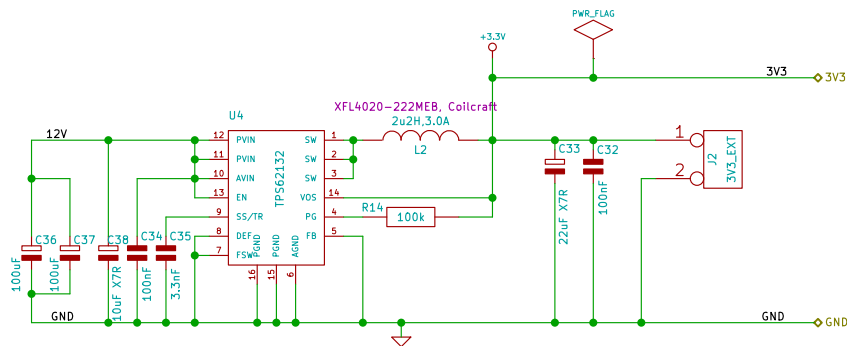 PWR_FLAG
+3.3V
3V3
3V3
XFL4020-222MEB, Coilcraft
2u2H,3.0A
L2
U4
TPS62132
12V
12 PVIN
11 PVIN
10 AVIN
13 EN
9 SS/TR
8 DEF
7 FSW
SW 1
SW 2
SW 3
VOS 14
PG 4
FB 5
PGND 16
PGND 15
AGND 6
R14
100k
C33
22uF X7R
C32
100nF
1
2
J2
3V3_EXT
C36
100uF
C37
100uF
C38
10uF X7R
C34
100nF
C35
3.3nF
GND
GND
GND